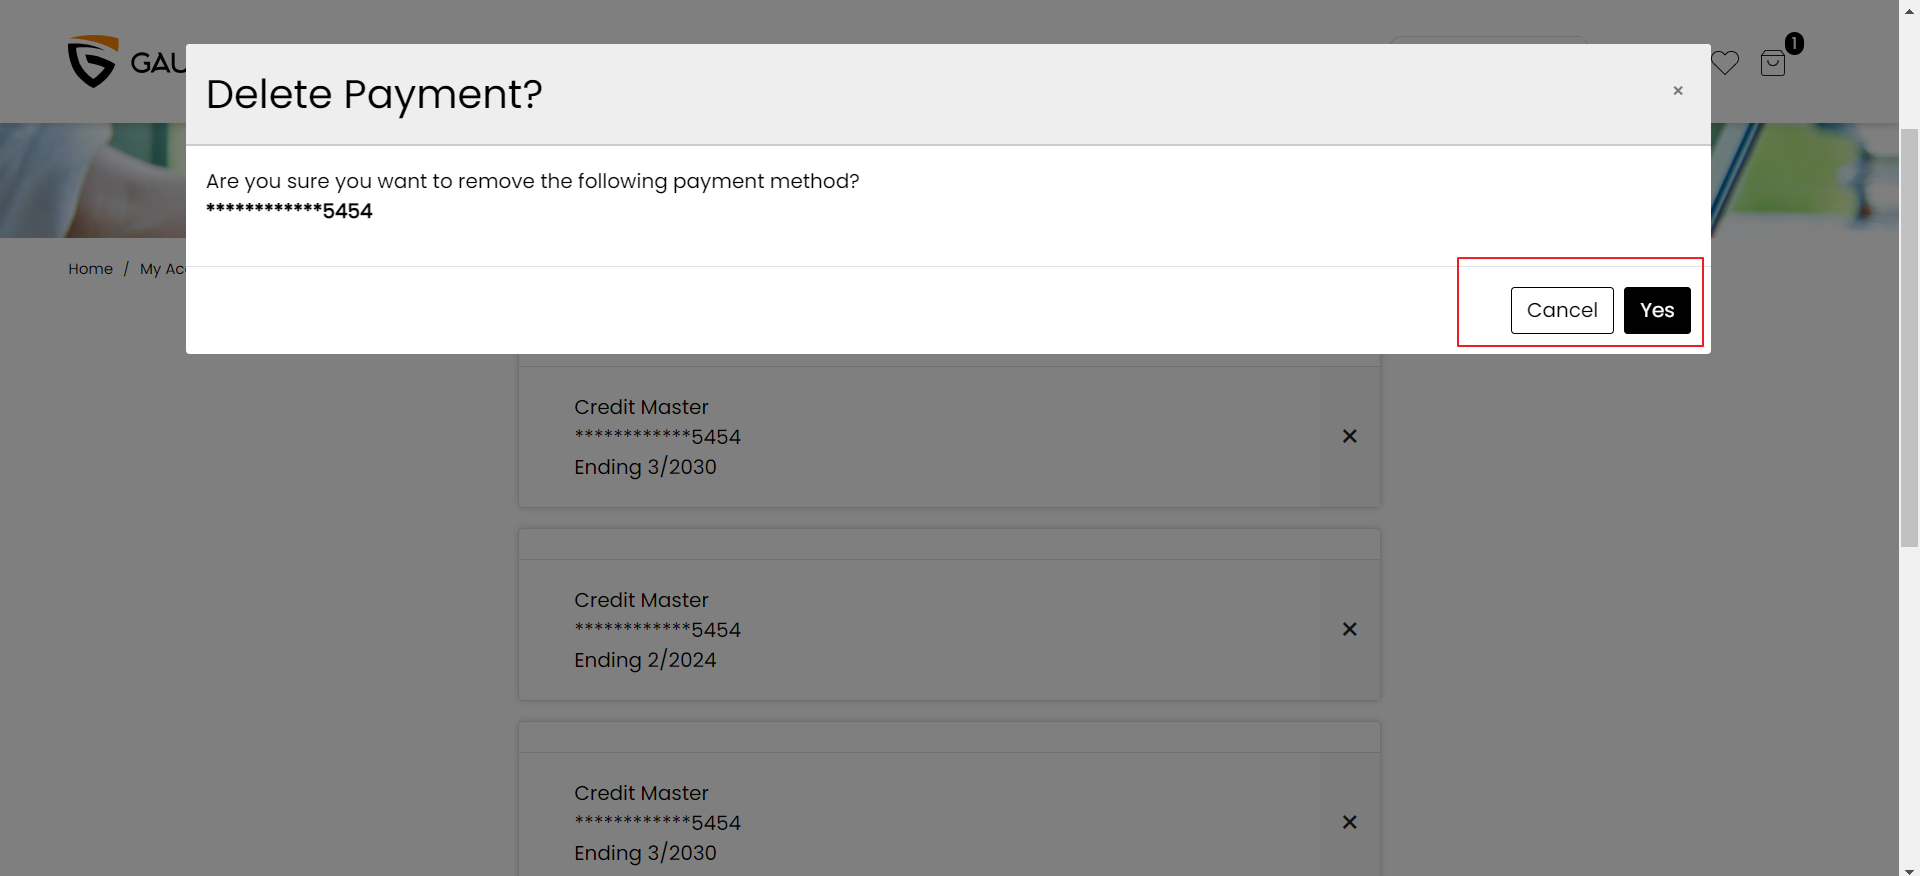 GAU
1
Delete Payment?
×
Are you sure you want to remove the following payment method?
************5454
Home / My Acc
Cancel
Yes
Credit Master
************5454
Ending 3/2030
Credit Master
************5454
Ending 2/2024
Credit Master
************5454
Ending 3/2030